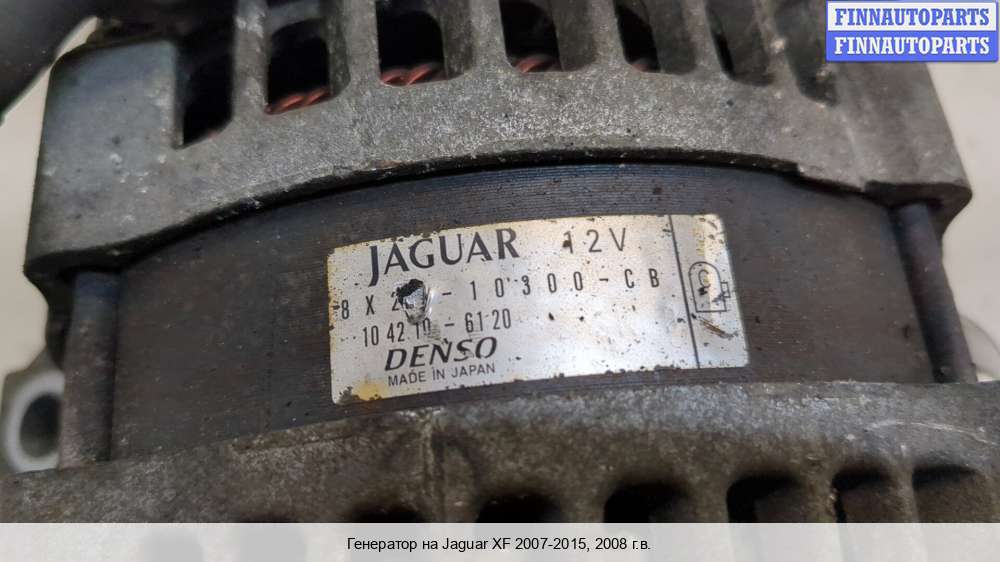 FINNAUTOPARTS
FINNAUTOPARTS
JAGUAR 12V
8X2 -10300-CB
104210-6120
DENSO
MADE IN JAPAN
Генератор на Jaguar XF 2007-2015, 2008 г.в.